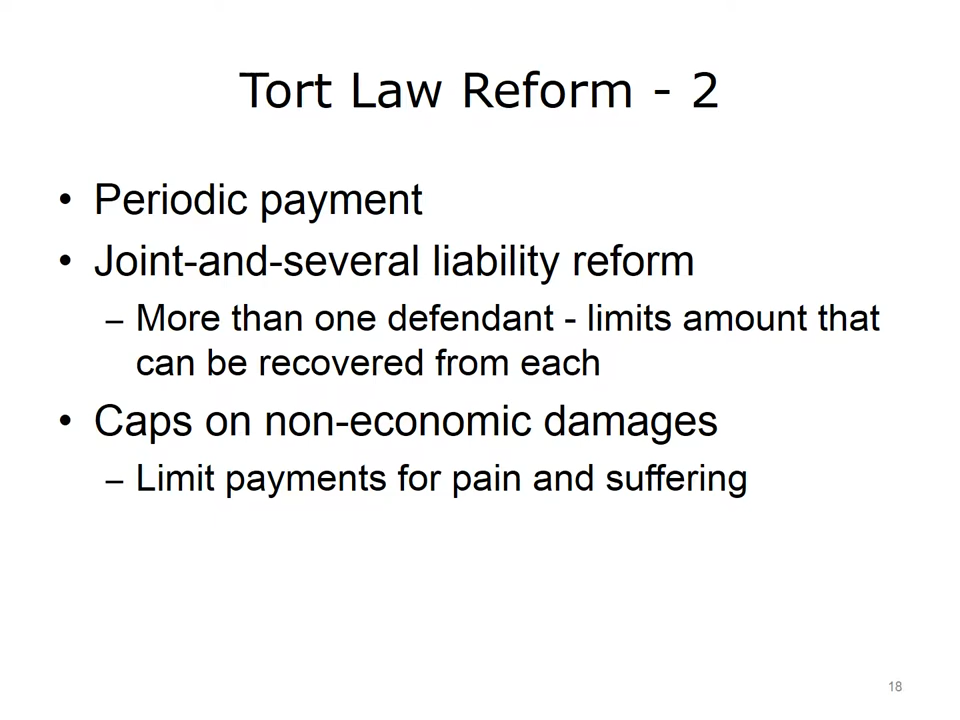 Tort Law Reform - 2
• Periodic payment
• Joint-and-several liability reform
– More than one defendant - limits amount that
can be recovered from each
• Caps on non-economic damages
– Limit payments for pain and suffering
18